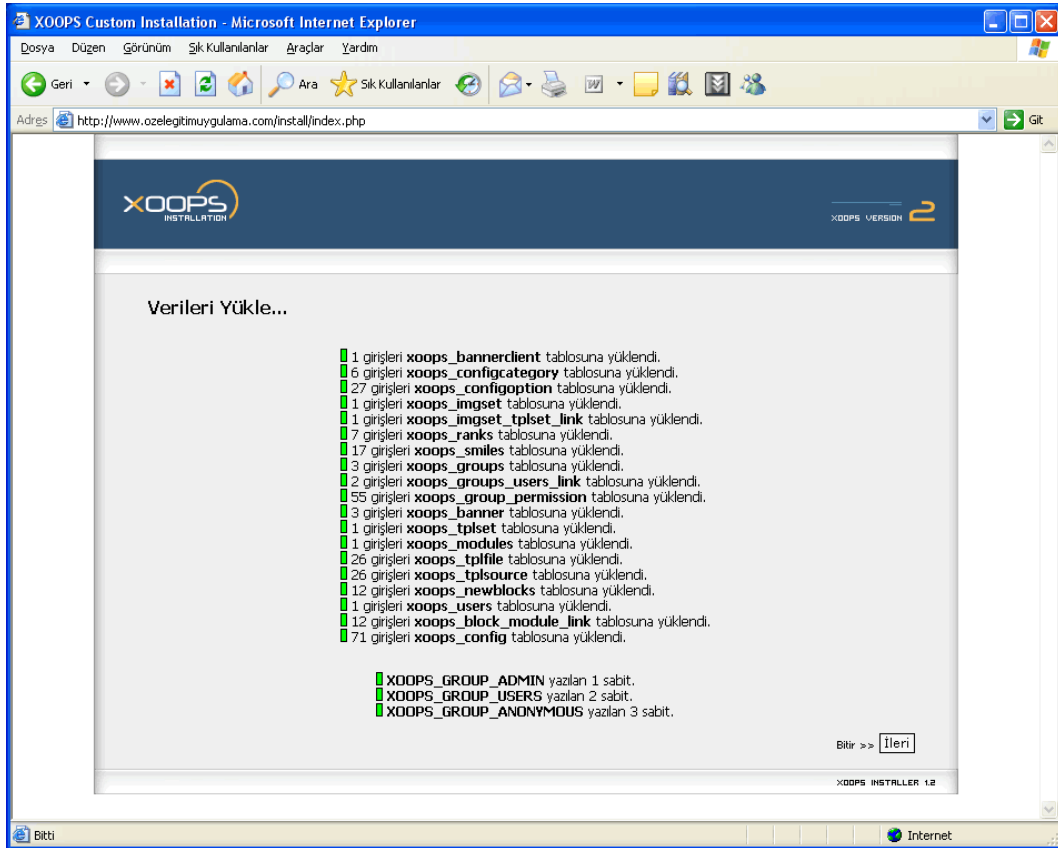 XOOPS Custom Installation - Microsoft Internet Explorer
Dosya Düzen Görünüm Sık Kullanılanlar Araçlar Yardım
Geri Ara Sık Kullanılanlar
Adres http://www.ozelegitimuygulama.com/install/index.php Git
XOOPS
INSTALLATION
XOOPS VERSION 2
Verileri Yükle...
1 girişleri xoops_bannerclient tablosuna yüklendi.
6 girişleri xoops_configcategory tablosuna yüklendi.
27 girişleri xoops_configoption tablosuna yüklendi.
1 girişleri xoops_imgset tablosuna yüklendi.
1 girişleri xoops_imgset_tplset_link tablosuna yüklendi.
7 girişleri xoops_ranks tablosuna yüklendi.
17 girişleri xoops_smiles tablosuna yüklendi.
3 girişleri xoops_groups tablosuna yüklendi.
2 girişleri xoops_groups_users_link tablosuna yüklendi.
55 girişleri xoops_group_permission tablosuna yüklendi.
3 girişleri xoops_banner tablosuna yüklendi.
1 girişleri xoops_tplset tablosuna yüklendi.
1 girişleri xoops_modules tablosuna yüklendi.
26 girişleri xoops_tplfile tablosuna yüklendi.
26 girişleri xoops_tplsource tablosuna yüklendi.
12 girişleri xoops_newblocks tablosuna yüklendi.
1 girişleri xoops_users tablosuna yüklendi.
12 girişleri xoops_block_module_link tablosuna yüklendi.
71 girişleri xoops_config tablosuna yüklendi.
XOOPS_GROUP_ADMIN yazılan 1 sabit.
XOOPS_GROUP_USERS yazılan 2 sabit.
XOOPS_GROUP_ANONYMOUS yazılan 3 sabit.
Bitir >> İleri
XOOPS INSTALLER 1.2
Bitti Internet